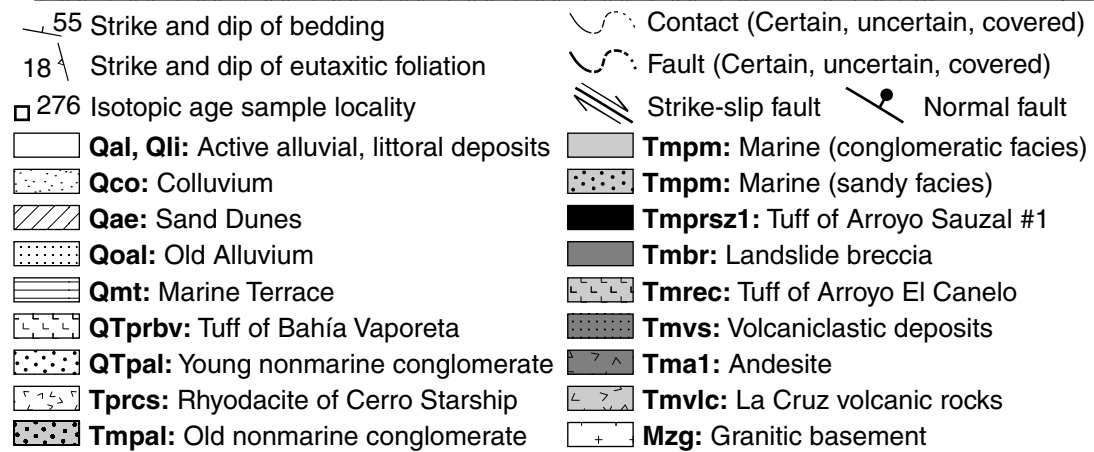 55 Strike and dip of bedding
18 Strike and dip of eutaxitic foliation
276 Isotopic age sample locality
Qal, Qli: Active alluvial, littoral deposits
Qco: Colluvium
Qae: Sand Dunes
Qoal: Old Alluvium
Qmt: Marine Terrace
QTprbv: Tuff of Bahía Vaporeta
QTpal: Young nonmarine conglomerate
Tprcs: Rhyodacite of Cerro Starship
Tmpal: Old nonmarine conglomerate
Contact (Certain, uncertain, covered)
Fault (Certain, uncertain, covered)
Strike-slip fault Normal fault
Tmpm: Marine (conglomeratic facies)
Tmpm: Marine (sandy facies)
Tmprsz1: Tuff of Arroyo Sauzal #1
Tmbr: Landslide breccia
Tmrec: Tuff of Arroyo El Canelo
Tmvs: Volcaniclastic deposits
Tma1: Andesite
Tmvlc: La Cruz volcanic rocks
Mzg: Granitic basement